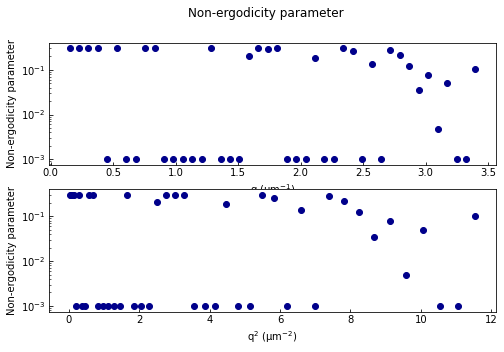 Non-ergodicity parameter
Non-ergodicity parameter
10⁻¹
10⁻²
10⁻³
0.0 0.5 1.0 1.5 2.0 2.5 3.0 3.5
q (μm⁻¹)
Non-ergodicity parameter
10⁻¹
10⁻²
10⁻³
0 2 4 6 8 10 12
q² (μm⁻²)